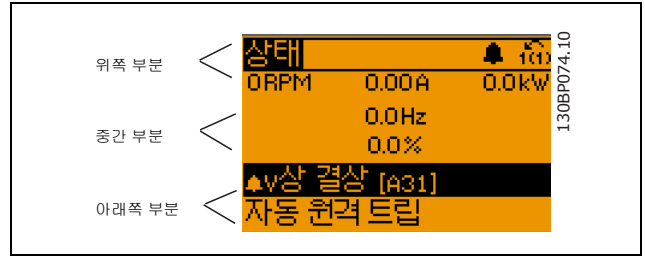 위쪽 부분
중간 부분
아래쪽 부분
상태 1(1)
0RPM 0.00A 0.0kW
0.0Hz
0.0%
V상 결상 [A31]
자동 원격 트립
130BP074.10